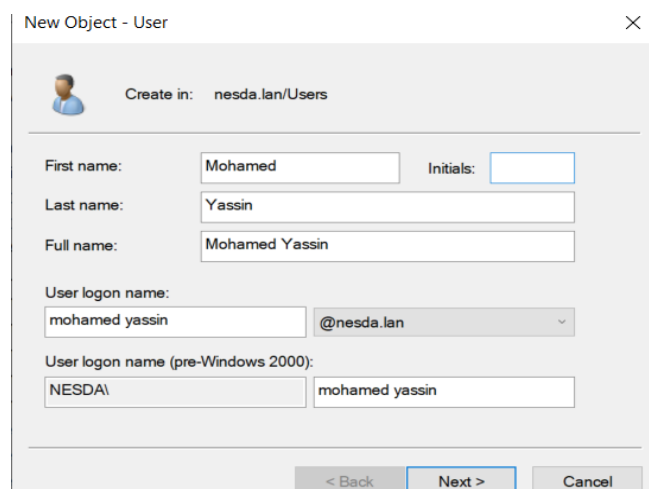 New Object - User
Create in: nesda.lan/Users
First name: Mohamed Initials:
Last name: Yassin
Full name: Mohamed Yassin
User logon name:
mohamed yassin @nesda.lan
User logon name (pre-Windows 2000):
NESDA\ mohamed yassin
< Back Next > Cancel